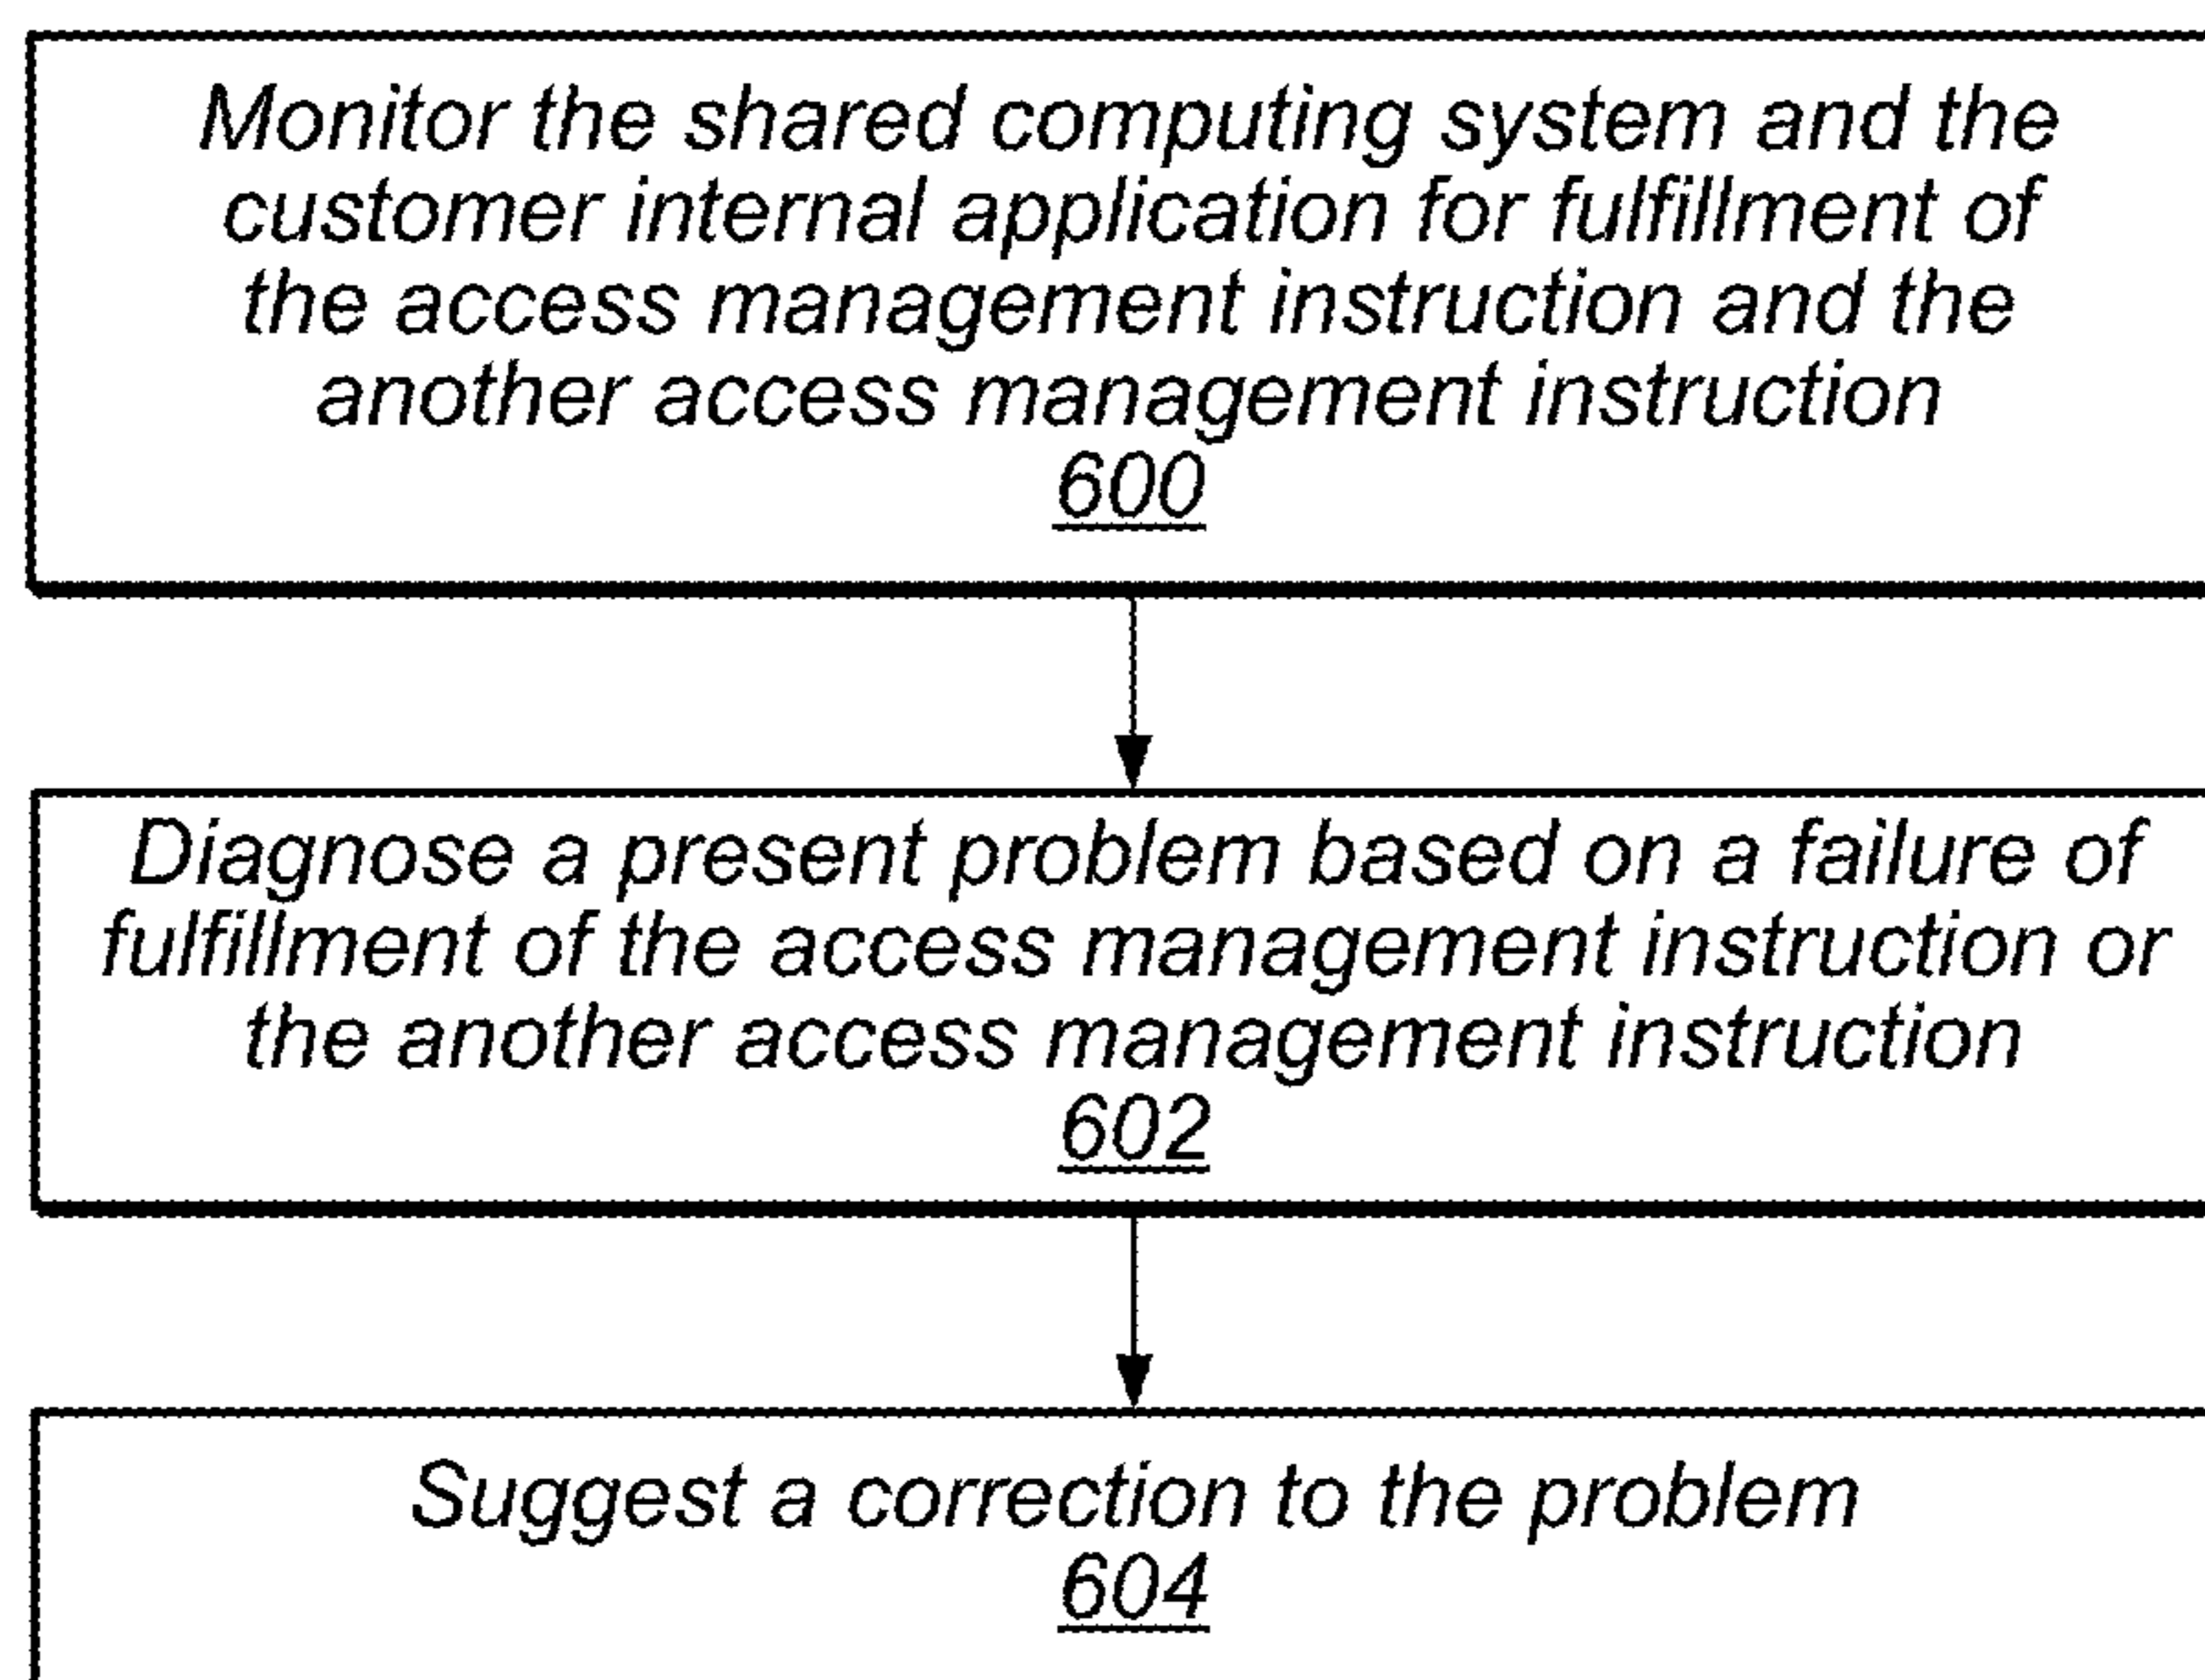 Monitor the shared computing system and the
customer internal application for fulfillment of
the access management instruction and the
another access management instruction
600
Diagnose a present problem based on a failure of
fulfillment of the access management instruction or
the another access management instruction
602
Suggest a correction to the problem
604